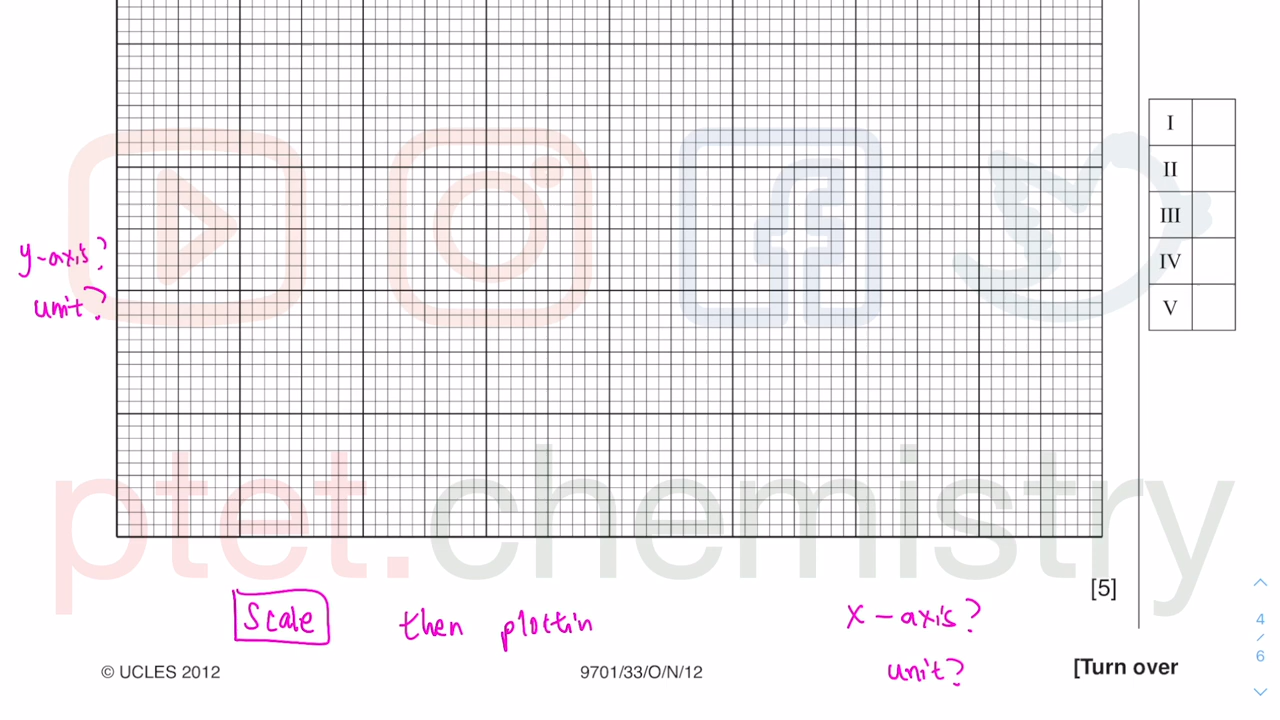 I
II
III
IV
V
y-axis?
unit?
ptet.chemistry
[5]
Scale then plottin x-axis?
unit?
© UCLES 2012 9701/33/O/N/12 [Turn over
4
/
6